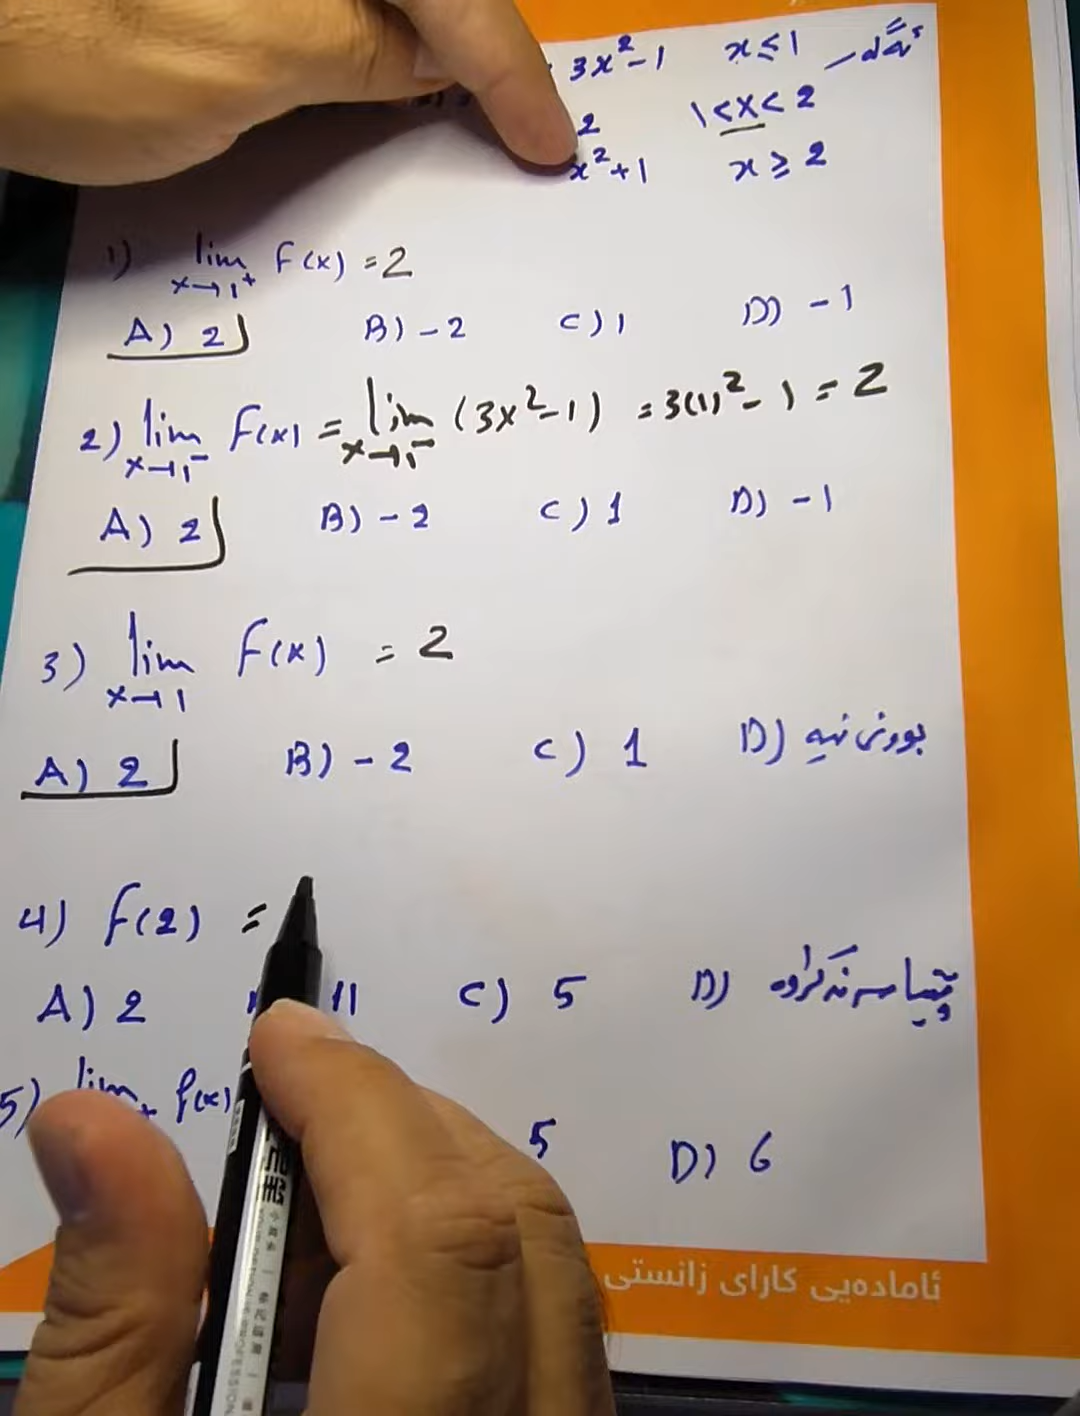 3x²-1 x≤1 ئەگەر
2 1<x<2
x²+1 x≥2
1) lim x→1⁺ F(x) = 2
A) 2 B) -2 C) 1 D) -1
2) lim x→1⁻ F(x) = lim x→1⁻ (3x²-1) = 3(1)²-1 = 2
A) 2 B) -2 C) 1 D) -1
3) lim x→1 F(x) = 2
A) 2 B) -2 C) 1 D) بوونی نیە
4) F(2) =
A) 2 11 C) 5 D) پێناسە نەکراوە
5) lim + f(x)
5 D) 6
ئامادەیی کارای زانستی